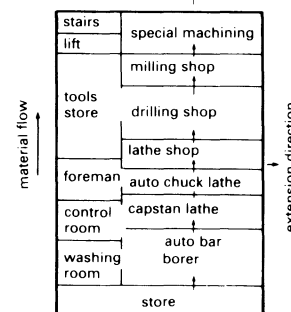 stairs
special machining
lift
milling shop
tools
store
drilling shop
material flow
lathe shop
extension direction
foreman
auto chuck lathe
control
room
capstan lathe
auto bar
borer
washing
room
store